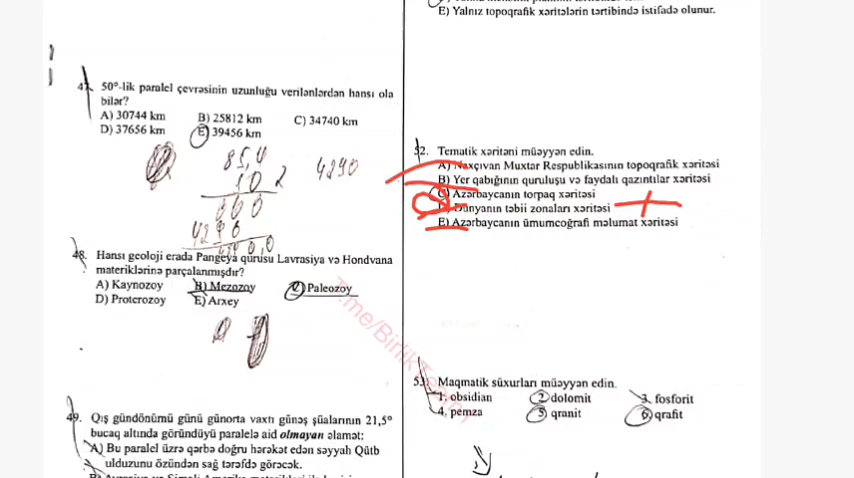 47. 50°-lik paralel çevrəsinin uzunluğu verilənlərdən hansı ola
bilər?
A) 30744 km B) 25812 km C) 34740 km
D) 37656 km E) 39456 km
85,4
102
4890
000
48. Hansı geoloji erada Pangeya qurusu Lavrasiya və Hondvana
materiklərinə parçalanmışdır?
A) Kaynozoy B) Mezozoy C) Paleozoy
D) Proterozoy E) Arxey
49. Qış gündönümü günü günorta vaxtı günəş şüalarının 21,5°
bucaq altında göründüyü paralelə aid olmayan əlamət:
A) Bu paralel üzrə qərbə doğru hərəkət edən səyyah Qütb
ulduzunu özündən sağ tərəfdə görəcək.
E) Yalnız topoqrafik xəritələrin tərtibində istifadə olunur.
52. Tematik xəritəni müəyyən edin.
A) Naxçıvan Muxtar Respublikasının topoqrafik xəritəsi
B) Yer qabığının quruluşu və faydalı qazıntılar xəritəsi
C) Azərbaycanın torpaq xəritəsi
D) Dünyanın təbii zonaları xəritəsi
E) Azərbaycanın ümumcoğrafi məlumat xəritəsi
53. Maqmatik süxurları müəyyən edin.
1. obsidian 2. dolomit 3. fosforit
4. pemza 5. qranit 6. qrafit